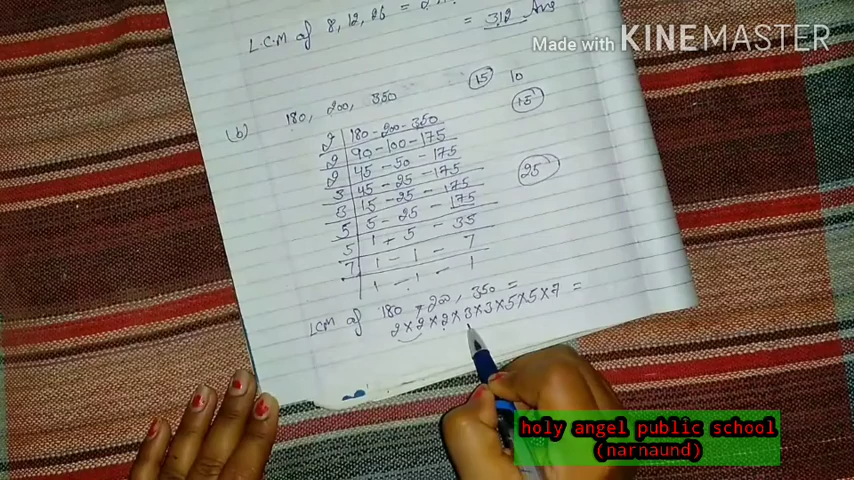 L.C.M of 8, 12, 26 =
= 312 Ans
Made with KINEMASTER
(b) 180, 200, 350
15 10
15
25
2 | 180 - 200 - 350
2 | 90 - 100 - 175
2 | 45 - 50 - 175
3 | 45 - 25 - 175
3 | 15 - 25 - 175
5 | 5 - 25 - 175
5 | 1 - 5 - 35
7 | 1 - 1 - 7
1 - 1 - 1
LCM of 180, 200, 350 =
2×2×2×3×3×5×5×7 =
holy angel public school
(narnaund)